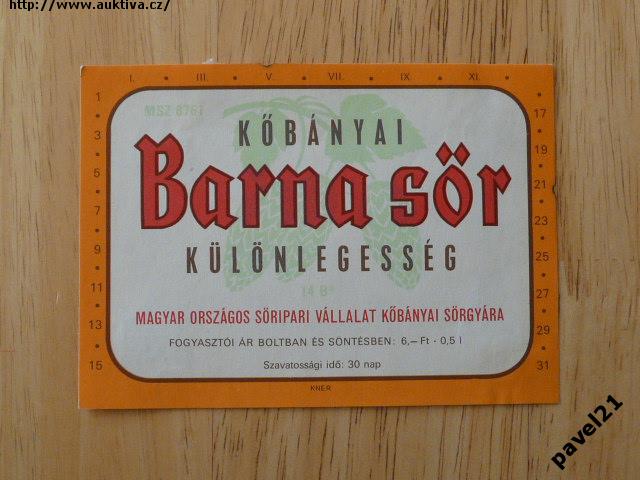 http://www.auktiva.cz/
I. • III. • V. • VII. • IX. • XI. •
1
•
3
•
5
•
7
•
9
•
11
•
13
•
15
MSZ 8761
KŐBÁNYAI
Barna sör
KÜLÖNLEGESSÉG
14 B°
MAGYAR ORSZÁGOS SÖRIPARI VÁLLALAT KŐBÁNYAI SÖRGYÁRA
FOGYASZTÓI ÁR BOLTBAN ÉS SÖNTÉSBEN: 6,— Ft · 0,5 l
Szavatossági idő: 30 nap
•
17
•
19
•
21
•
23
•
25
•
27
•
29
•
31
KNER
pavel21